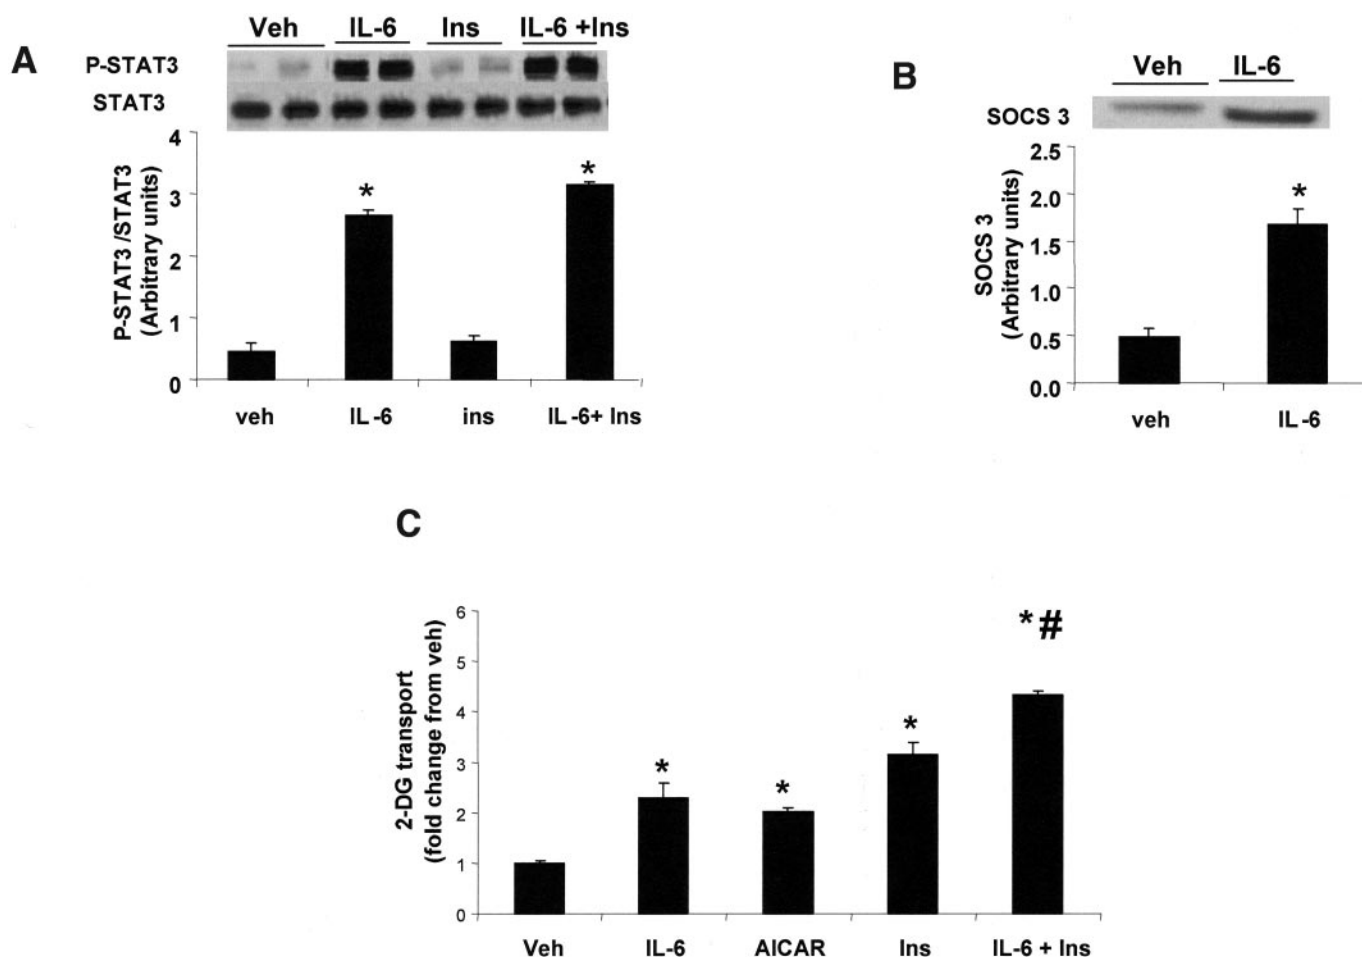 A
Veh IL-6 Ins IL-6 +Ins
P-STAT3
STAT3
P-STAT3 /STAT3
(Arbitrary units)
4
3
2
1
0
* *
veh IL-6 ins IL-6+ Ins
B
Veh IL-6
SOCS 3
SOCS 3
(Arbitrary units)
2.5
2.0
1.5
1.0
0.5
0.0
*
veh IL-6
C
2-DG transport
(fold change from veh)
6
5
4
3
2
1
0
* * * *#
Veh IL-6 AICAR Ins IL-6 + Ins